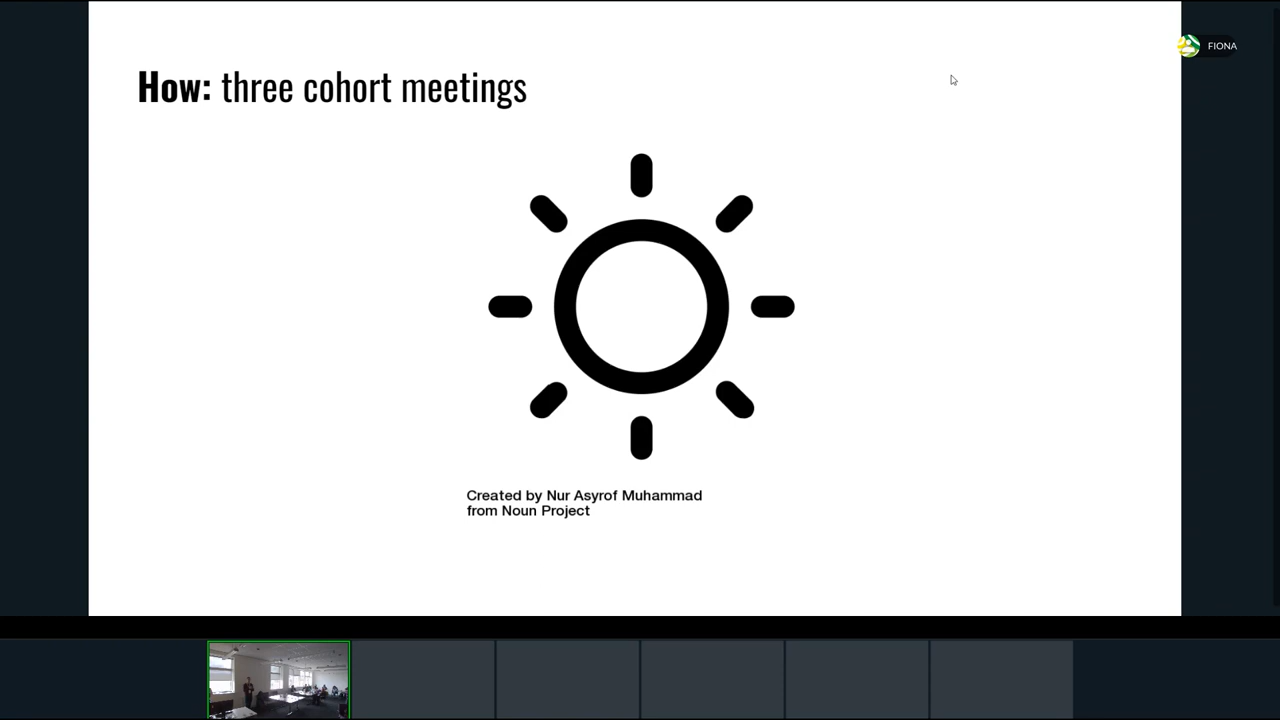 FIONA
How: three cohort meetings
Created by Nur Asyrof Muhammad
from Noun Project